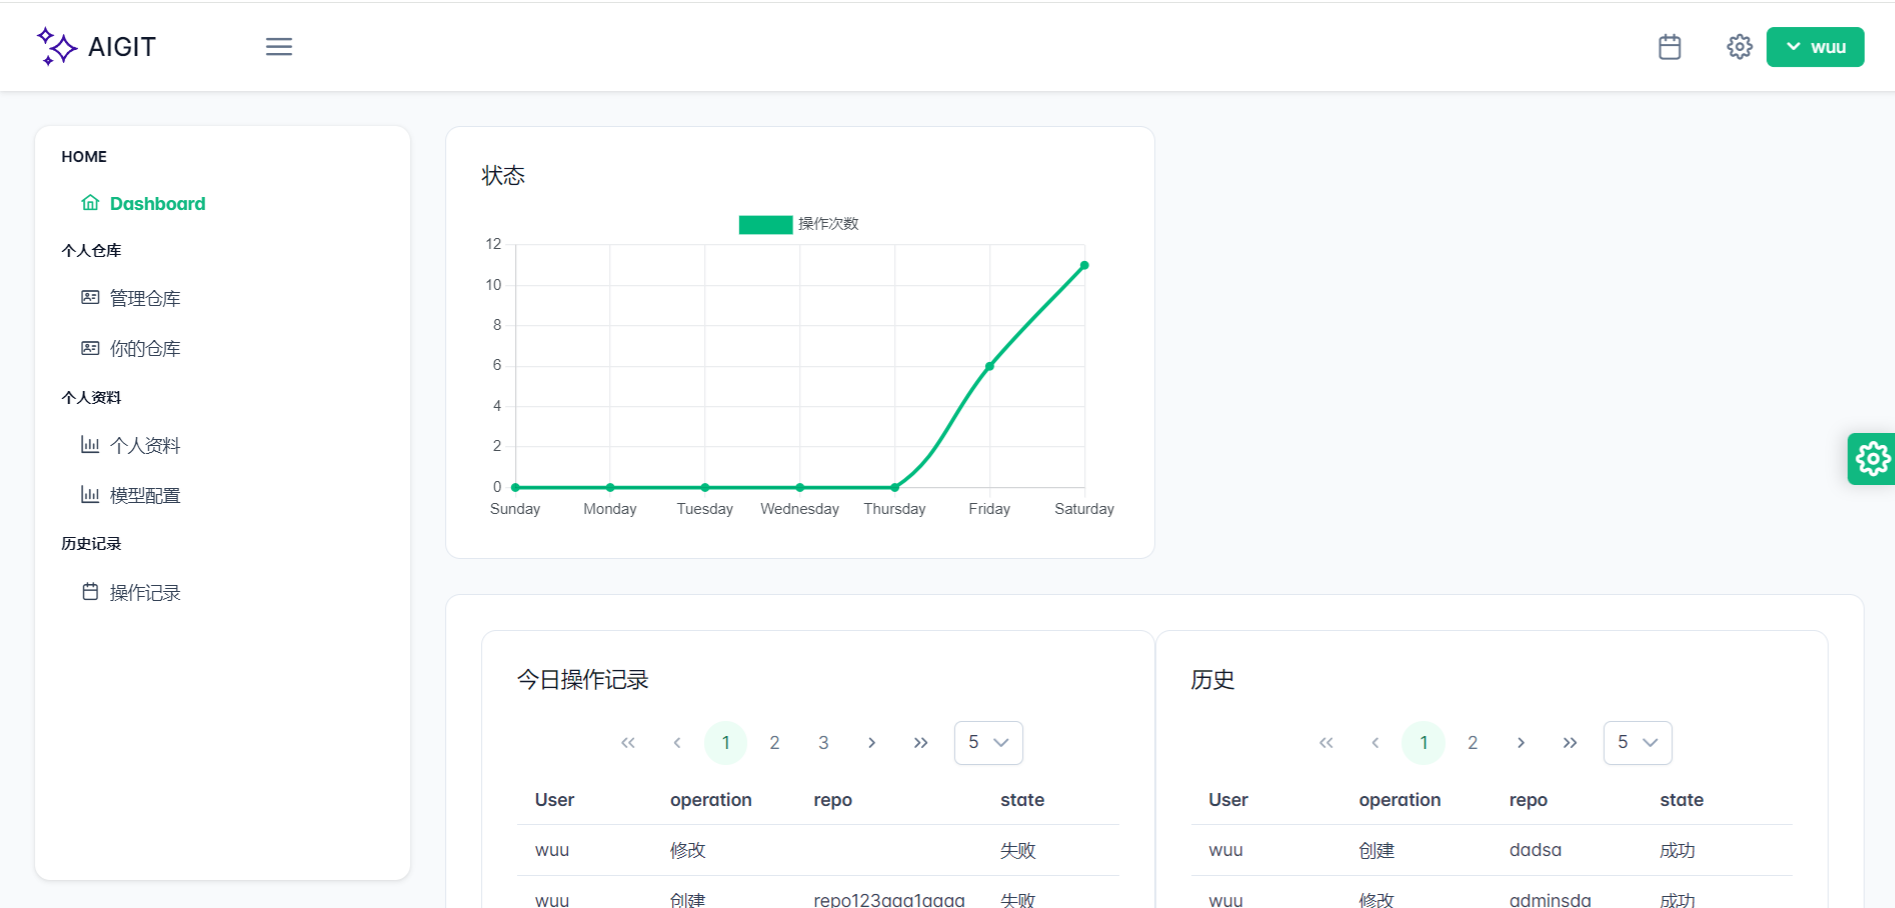 AIGIT
wuu
HOME
Dashboard
个人仓库
管理仓库
你的仓库
个人资料
个人资料
模型配置
历史记录
操作记录
状态
操作次数
12
10
8
6
4
2
0
Sunday Monday Tuesday Wednesday Thursday Friday Saturday
今日操作记录
1 2 3 5
User operation repo state
wuu 修改 失败
wuu 创建 repo123aaa1aaaa 失败
历史
1 2 5
User operation repo state
wuu 创建 dadsa 成功
wuu 修改 adminsda 成功